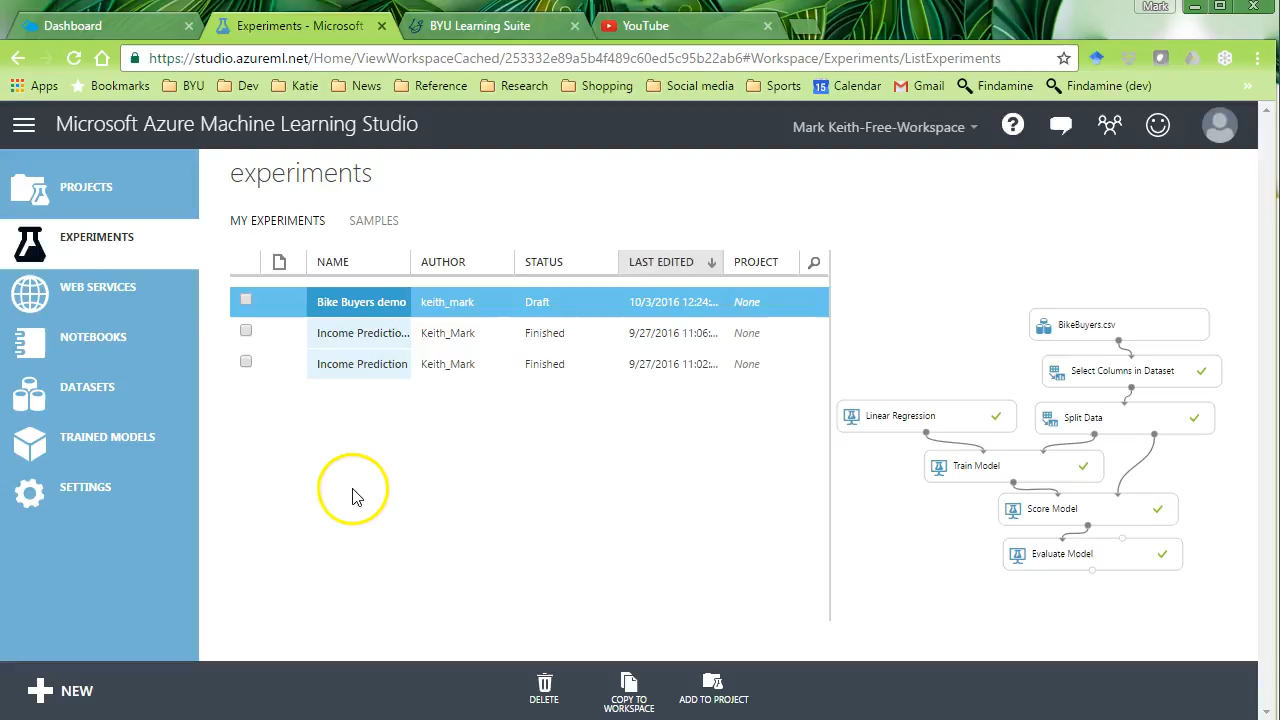 Mark
Dashboard
Experiments - Microsoft
BYU Learning Suite
YouTube
https://studio.azureml.net/Home/ViewWorkspaceCached/253332e89a5b4f489c60ed5c95b22ab6#Workspace/Experiments/ListExperiments
Apps
Bookmarks
BYU
Dev
Katie
News
Reference
Research
Shopping
Social media
Sports
15
Calendar
Gmail
Findamine
Findamine (dev)
»
Microsoft Azure Machine Learning Studio
Mark Keith-Free-Workspace
PROJECTS
EXPERIMENTS
WEB SERVICES
NOTEBOOKS
DATASETS
TRAINED MODELS
SETTINGS
experiments
MY EXPERIMENTS SAMPLES
NAME AUTHOR STATUS LAST EDITED PROJECT
Bike Buyers demo keith_mark Draft 10/3/2016 12:24:... None
Income Predictio... Keith_Mark Finished 9/27/2016 11:06:... None
Income Prediction Keith_Mark Finished 9/27/2016 11:02:... None
BikeBuyers.csv
Select Columns in Dataset
Linear Regression
Split Data
Train Model
Score Model
Evaluate Model
NEW
DELETE
COPY TO
WORKSPACE
ADD TO PROJECT